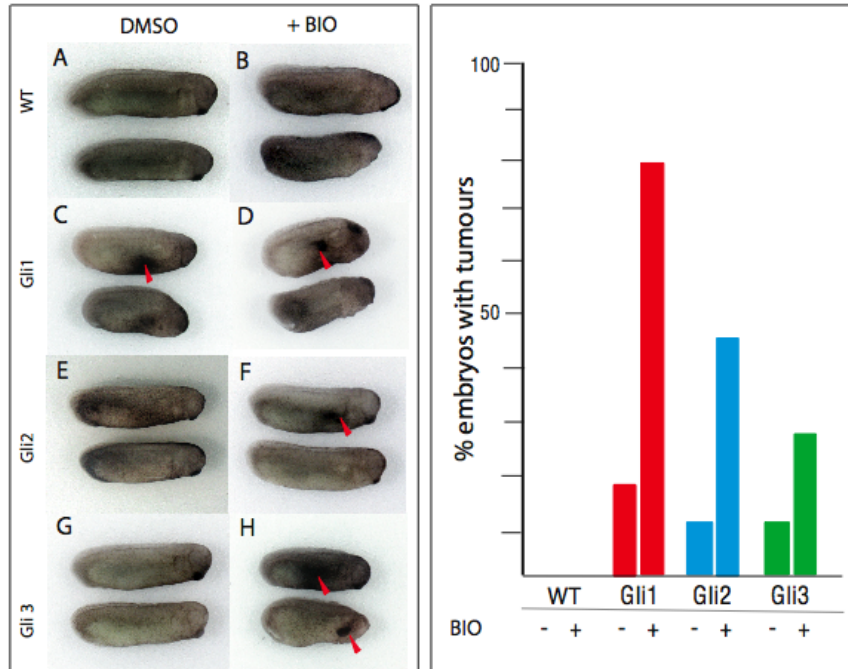 DMSO + BIO
WT
A B
Gli1
C D
Gli2
E F
Gli 3
G H
% embryos with tumours
100
50
WT Gli1 Gli2 Gli3
BIO - + - + - + - +